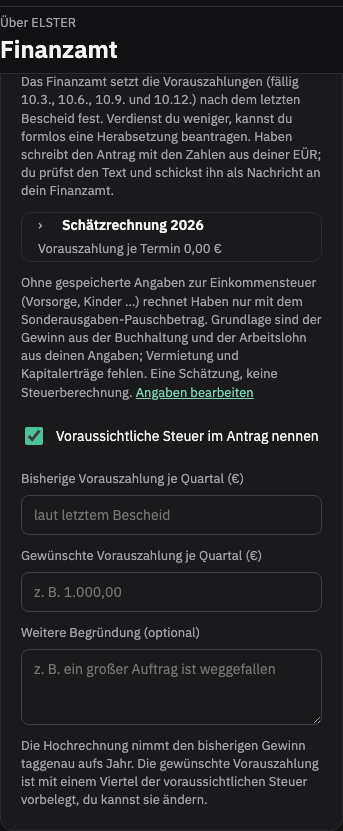 Über ELSTER
Finanzamt
Das Finanzamt setzt die Vorauszahlungen (fällig
10.3., 10.6., 10.9. und 10.12.) nach dem letzten
Bescheid fest. Verdienst du weniger, kannst du
formlos eine Herabsetzung beantragen. Haben
schreibt den Antrag mit den Zahlen aus deiner EÜR;
du prüfst den Text und schickst ihn als Nachricht an
dein Finanzamt.
› Schätzrechnung 2026
Vorauszahlung je Termin 0,00 €
Ohne gespeicherte Angaben zur Einkommensteuer
(Vorsorge, Kinder …) rechnet Haben nur mit dem
Sonderausgaben-Pauschbetrag. Grundlage sind der
Gewinn aus der Buchhaltung und der Arbeitslohn
aus deinen Angaben; Vermietung und
Kapitalerträge fehlen. Eine Schätzung, keine
Steuerberechnung. Angaben bearbeiten
Voraussichtliche Steuer im Antrag nennen
Bisherige Vorauszahlung je Quartal (€)
laut letztem Bescheid
Gewünschte Vorauszahlung je Quartal (€)
z. B. 1.000,00
Weitere Begründung (optional)
z. B. ein großer Auftrag ist weggefallen
Die Hochrechnung nimmt den bisherigen Gewinn
taggenau aufs Jahr. Die gewünschte Vorauszahlung
ist mit einem Viertel der voraussichtlichen Steuer
vorbelegt, du kannst sie ändern.